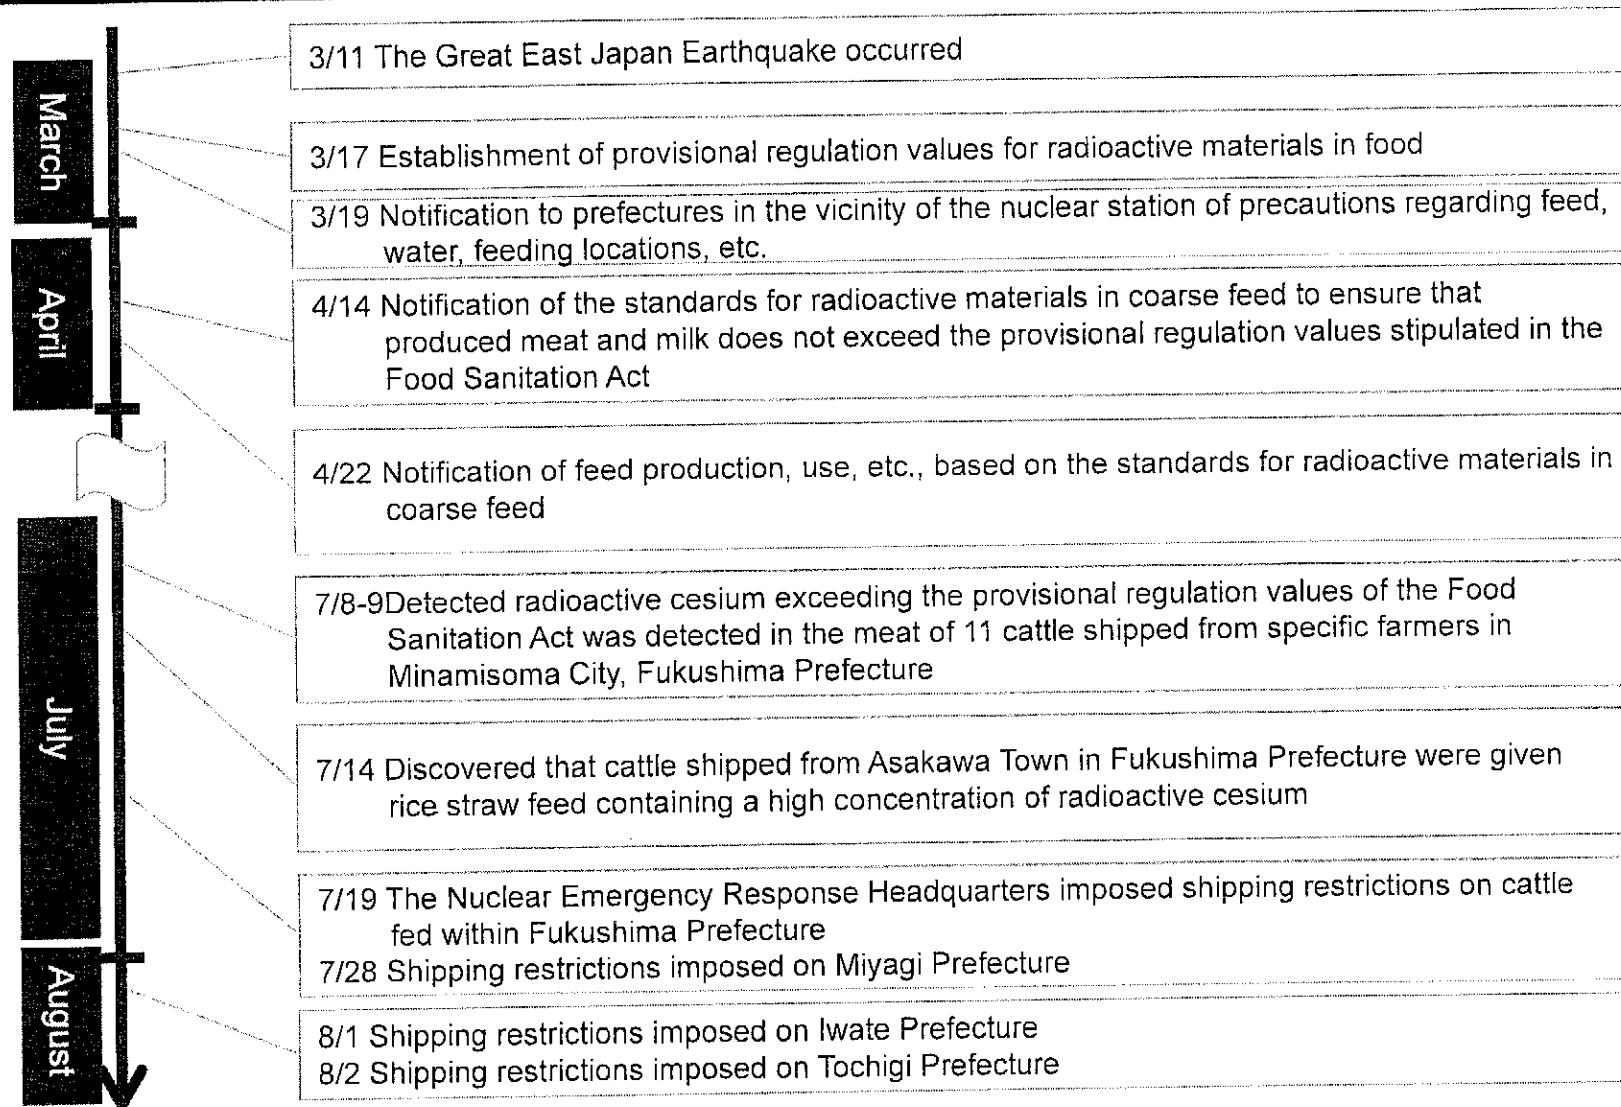 March
3/11 The Great East Japan Earthquake occurred
3/17 Establishment of provisional regulation values for radioactive materials in food
3/19 Notification to prefectures in the vicinity of the nuclear station of precautions regarding feed,
water, feeding locations, etc.
April
4/14 Notification of the standards for radioactive materials in coarse feed to ensure that
produced meat and milk does not exceed the provisional regulation values stipulated in the
Food Sanitation Act
4/22 Notification of feed production, use, etc., based on the standards for radioactive materials in
coarse feed
July
7/8-9Detected radioactive cesium exceeding the provisional regulation values of the Food
Sanitation Act was detected in the meat of 11 cattle shipped from specific farmers in
Minamisoma City, Fukushima Prefecture
7/14 Discovered that cattle shipped from Asakawa Town in Fukushima Prefecture were given
rice straw feed containing a high concentration of radioactive cesium
7/19 The Nuclear Emergency Response Headquarters imposed shipping restrictions on cattle
fed within Fukushima Prefecture
7/28 Shipping restrictions imposed on Miyagi Prefecture
August
8/1 Shipping restrictions imposed on Iwate Prefecture
8/2 Shipping restrictions imposed on Tochigi Prefecture